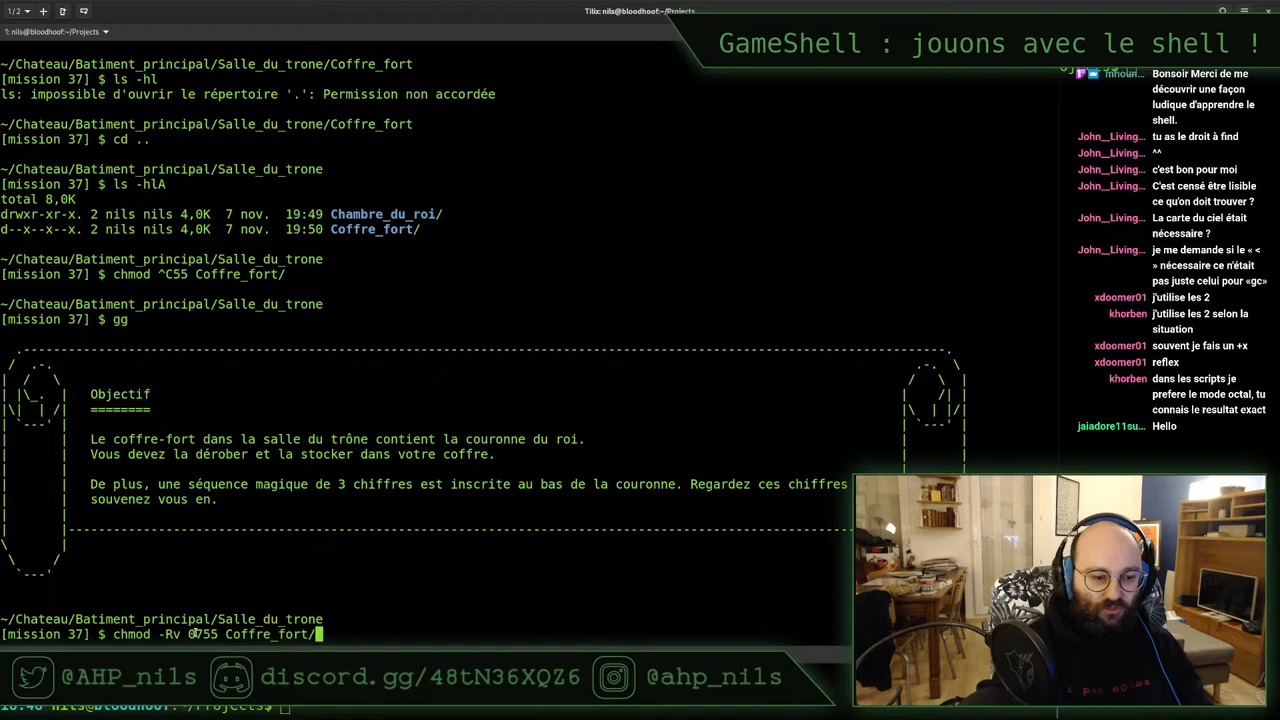 1/2
Tilix: nils@bloodhoof:~/Projects
1: nils@bloodhoof:~/Projects
GameShell : jouons avec le shell !
~/Chateau/Batiment_principal/Salle_du_trone/Coffre_fort
[mission 37] $ ls -hl
ls: impossible d'ouvrir le répertoire '.': Permission non accordée
~/Chateau/Batiment_principal/Salle_du_trone/Coffre_fort
[mission 37] $ cd ..
~/Chateau/Batiment_principal/Salle_du_trone
[mission 37] $ ls -hlA
total 8,0K
drwxr-xr-x. 2 nils nils 4,0K  7 nov.  19:49 Chambre_du_roi/
d--x--x--x. 2 nils nils 4,0K  7 nov.  19:50 Coffre_fort/
~/Chateau/Batiment_principal/Salle_du_trone
[mission 37] $ chmod ^C55 Coffre_fort/
~/Chateau/Batiment_principal/Salle_du_trone
[mission 37] $ gg
Objectif
========
Le coffre-fort dans la salle du trône contient la couronne du roi.
Vous devez la dérober et la stocker dans votre coffre.
De plus, une séquence magique de 3 chiffres est inscrite au bas de la couronne. Regardez ces chiffres
souvenez vous en.
~/Chateau/Batiment_principal/Salle_du_trone
[mission 37] $ chmod -Rv 0755 Coffre_fort/
Bonsoir Merci de me
découvrir une façon
ludique d'apprendre le
shell.
John__Living... tu as le droit à find
John__Living... ^^
John__Living... c'est bon pour moi
John__Living... C'est censé être lisible
ce qu'on doit trouver ?
John__Living... La carte du ciel était
nécessaire ?
John__Living... je me demande si le « <
» nécessaire ce n'était
pas juste celui pour «gc»
xdoomer01 j'utilise les 2
khorben j'utilise les 2 selon la
situation
xdoomer01 souvent je fais un +x
xdoomer01 reflex
khorben dans les scripts je
prefere le mode octal, tu
connais le resultat exact
jaiadore11su... Hello
@AHP_nils
discord.gg/48tN36XQZ6
@ahp_nils
18:48 nils@bloodhoof:~/Projects$